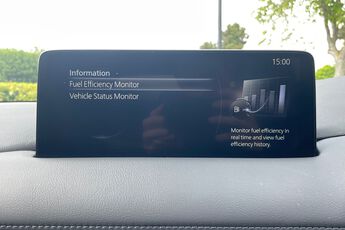 15:00
Information
Fuel Efficiency Monitor
Vehicle Status Monitor
Monitor fuel efficiency in
real time and view fuel
efficiency history.